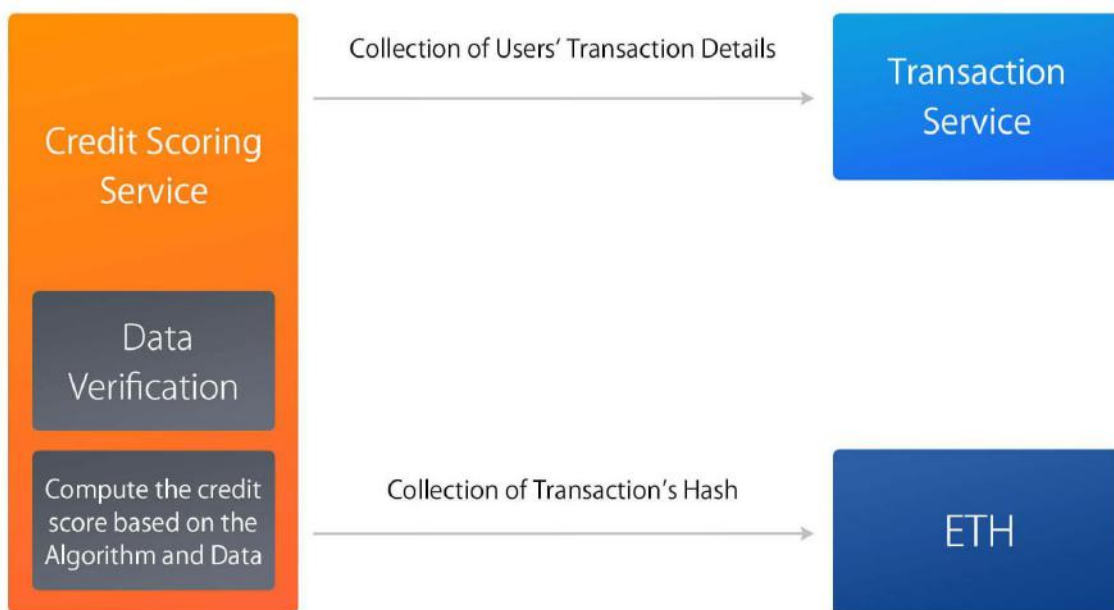 Credit Scoring
Service
Data
Verification
Compute the credit
score based on the
Algorithm and Data
Collection of Users’ Transaction Details
Collection of Transaction’s Hash
Transaction
Service
ETH